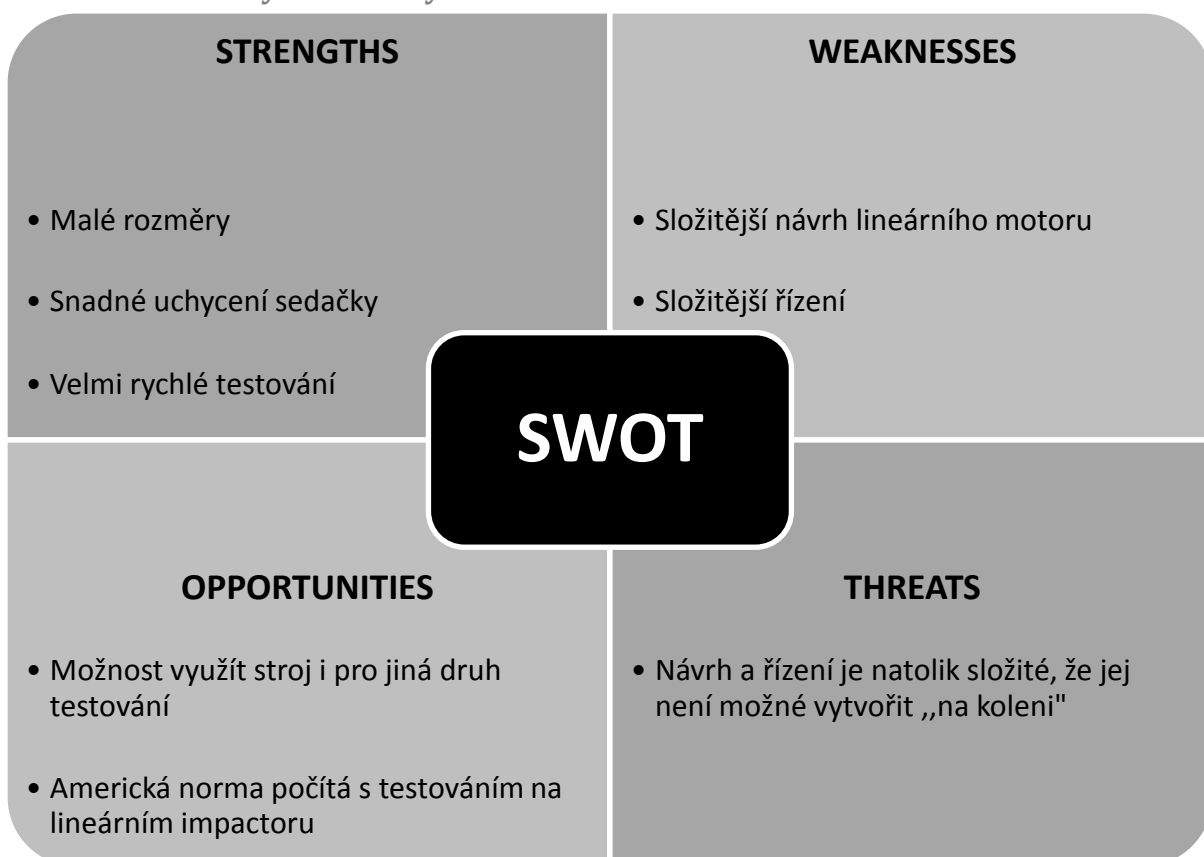 STRENGTHS
• Malé rozměry
• Snadné uchycení sedačky
• Velmi rychlé testování
WEAKNESSES
• Složitější návrh lineárního motoru
• Složitější řízení
SWOT
OPPORTUNITIES
• Možnost využít stroj i pro jiná druh
testování
• Americká norma počítá s testováním na
lineárním impactoru
THREATS
• Návrh a řízení je natolik složité, že jej
není možné vytvořit ,,na koleni"